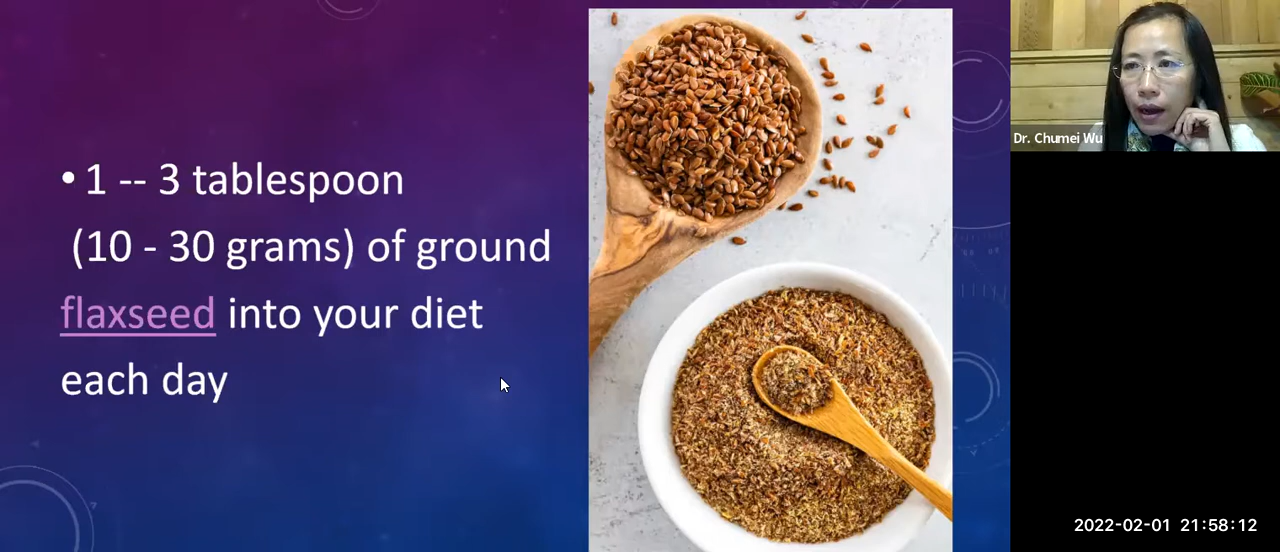 • 1 -- 3 tablespoon
(10 - 30 grams) of ground
flaxseed into your diet
each day
Dr. Chumei Wu
2022-02-01 21:58:12